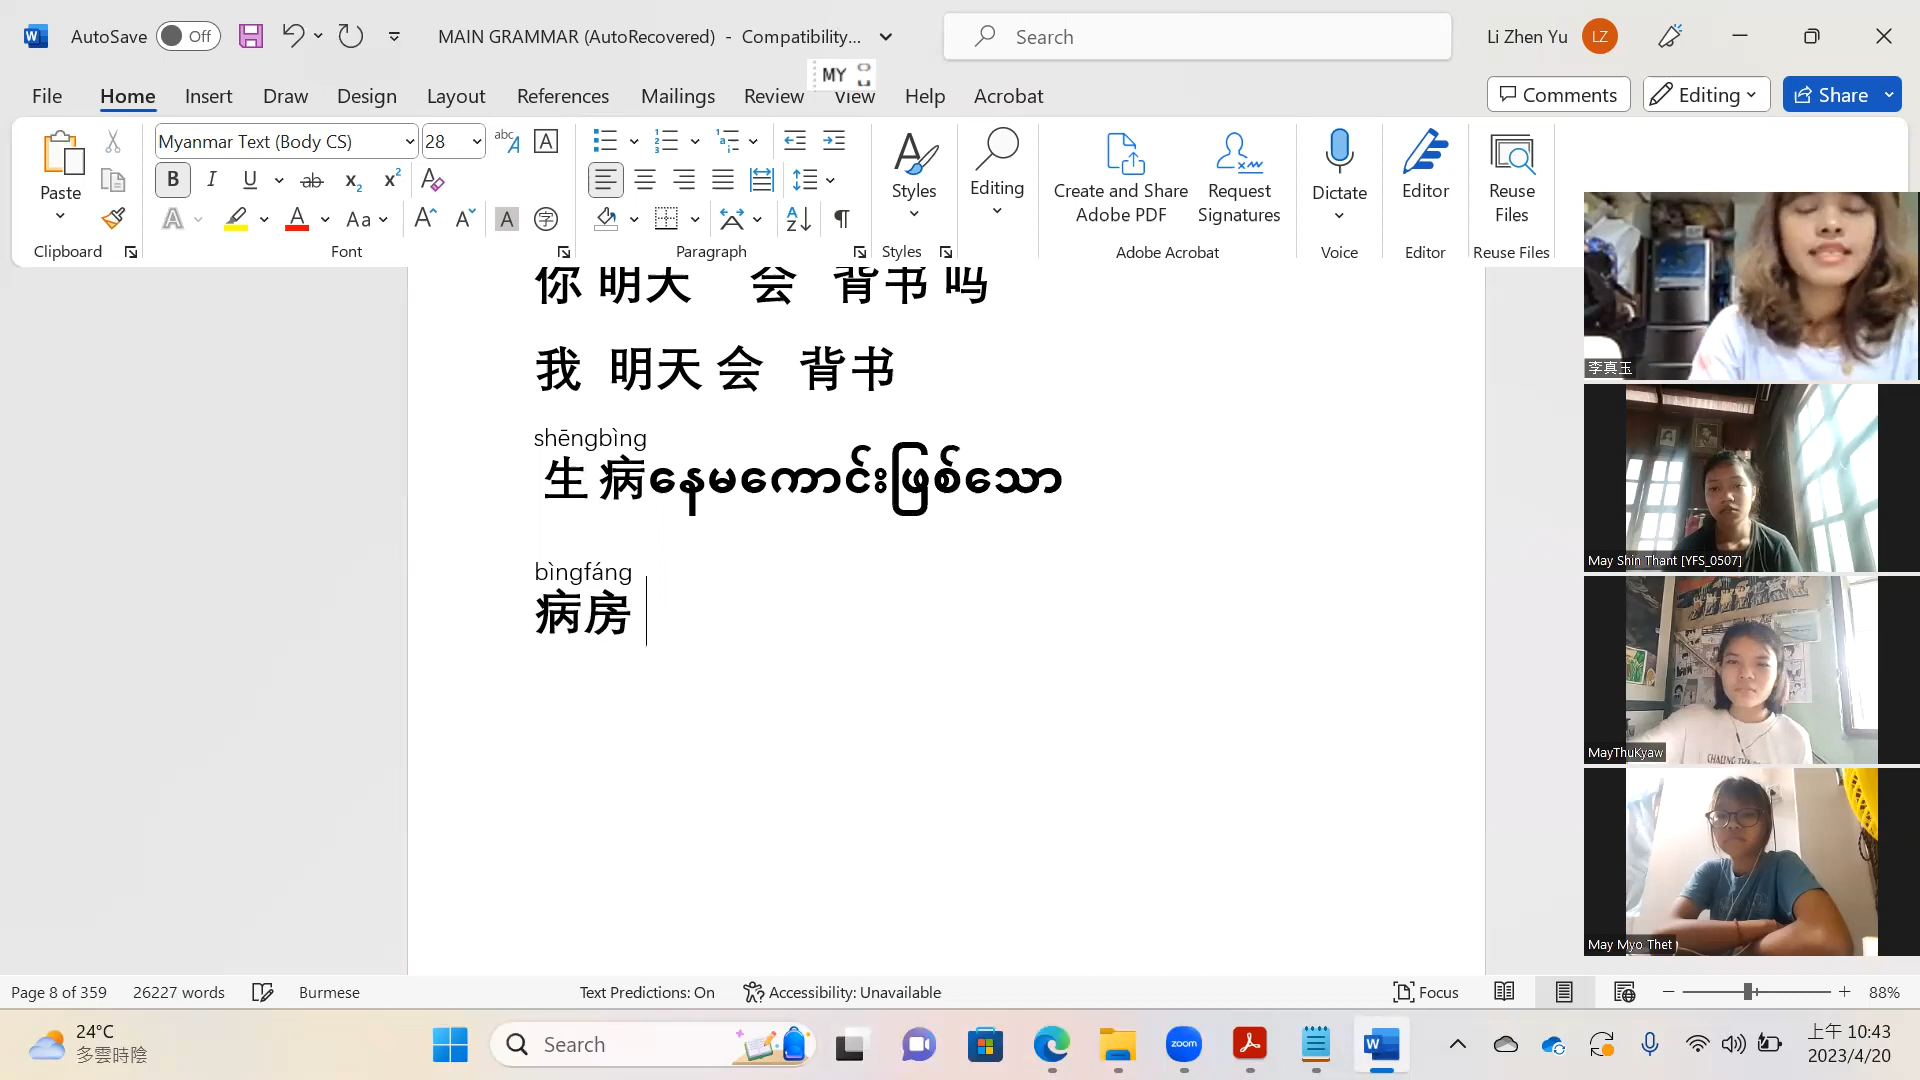 AutoSave Off MAIN GRAMMAR (AutoRecovered) - Compatibility... Search Li Zhen Yu LZ
MY
File Home Insert Draw Design Layout References Mailings Review View Help Acrobat Comments Editing Share
Paste
Clipboard
Myanmar Text (Body CS) 28
Font
Paragraph
Styles
Styles
Editing
Create and Share Adobe PDF
Request Signatures
Adobe Acrobat
Dictate
Voice
Editor
Editor
Reuse Files
Reuse Files
你 明天 会 背书 吗
我 明天 会 背书
shēngbìng
生 病နေမကောင်းဖြစ်သော
bìngfáng
病房
李真玉
May Shin Thant [YFS_0507]
MayThuKyaw
May Myo Thet
Page 8 of 359 26227 words Burmese Text Predictions: On Accessibility: Unavailable Focus 88%
24°C
多雲時陰
Search
zoom
上午 10:43
2023/4/20